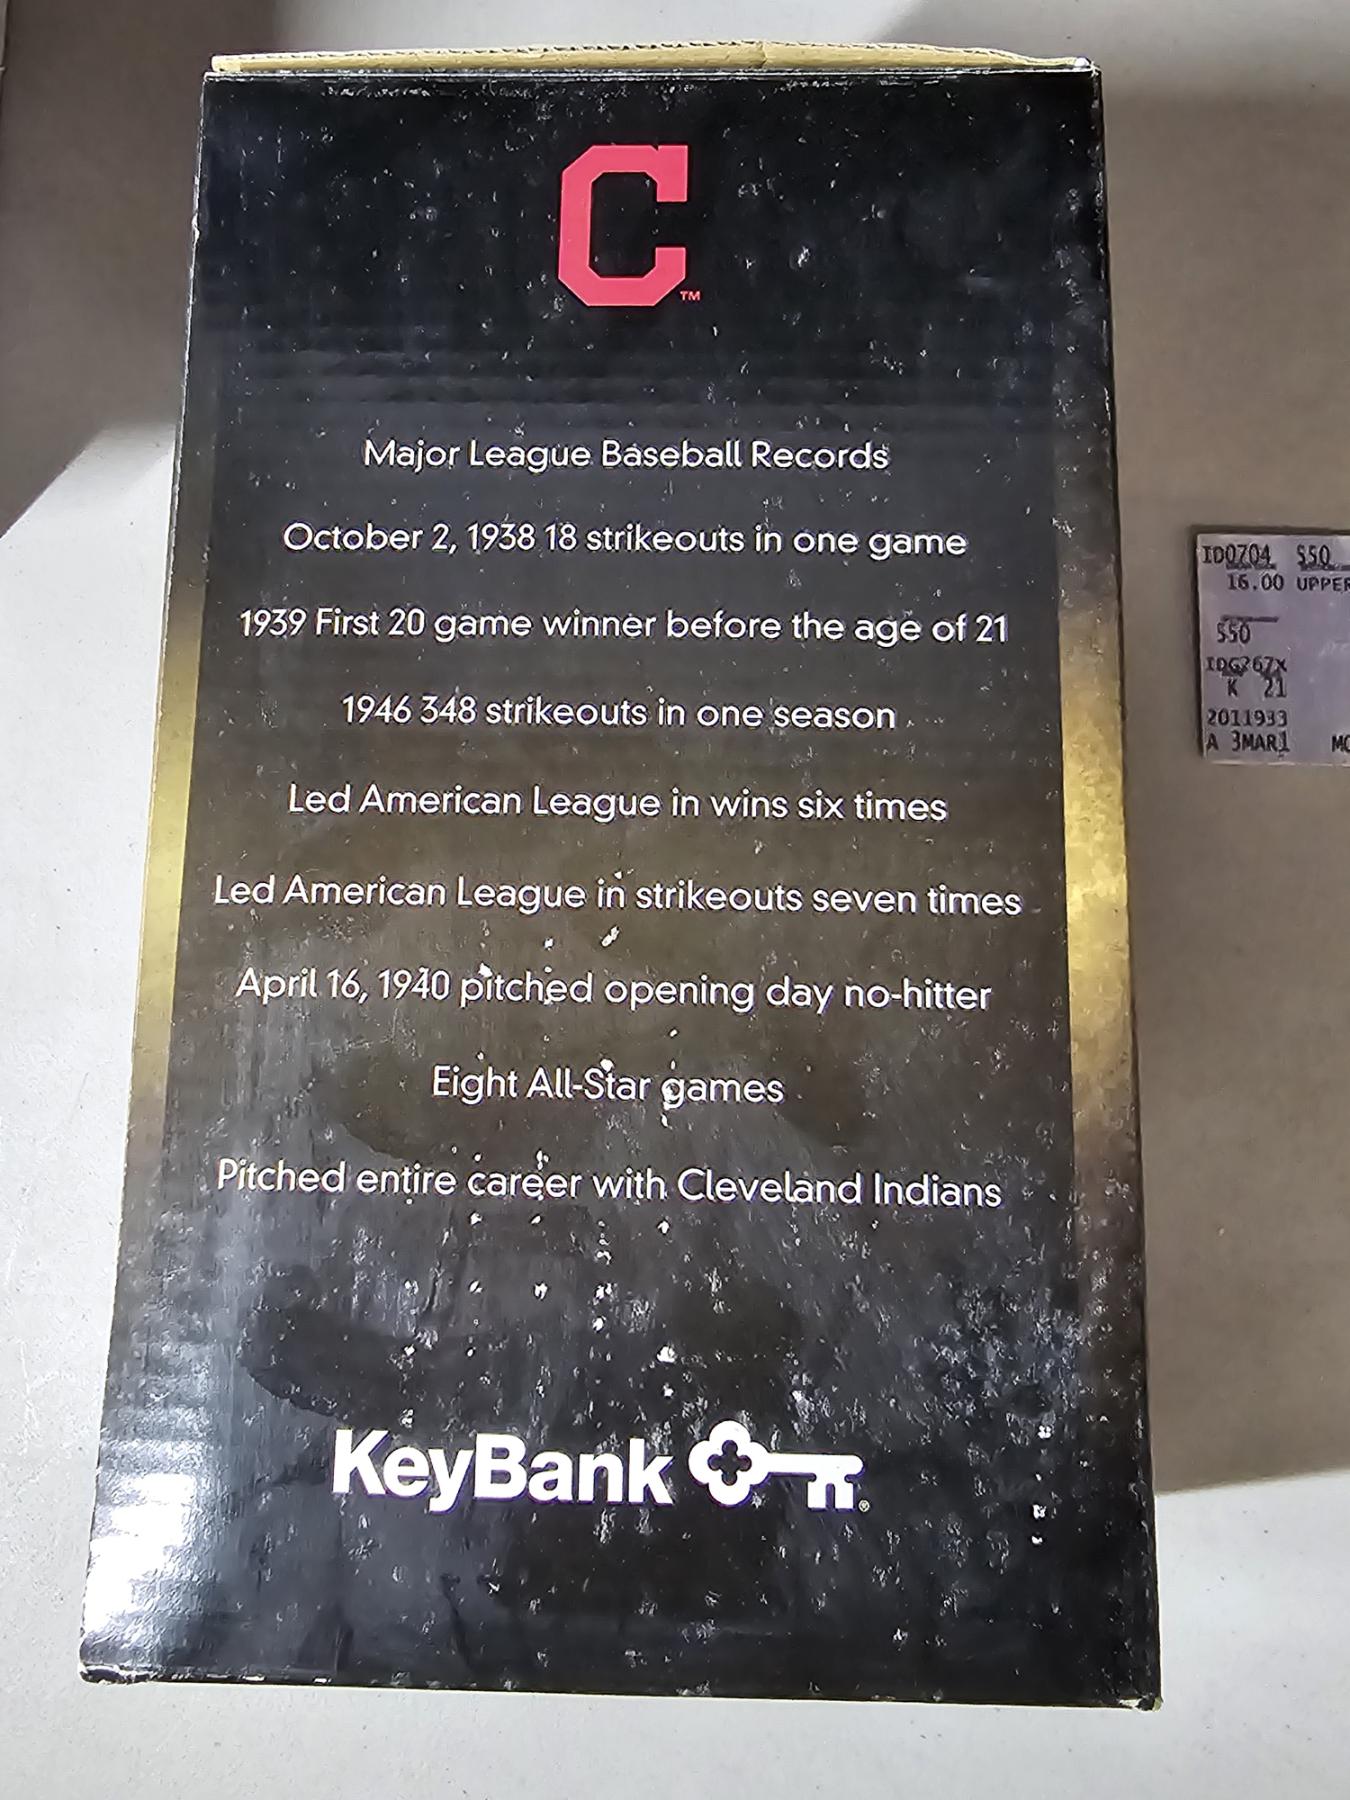 C™
Major League Baseball Records
October 2, 1938 18 strikeouts in one game
1939 First 20 game winner before the age of 21
1946 348 strikeouts in one season
Led American League in wins six times
Led American League in strikeouts seven times
April 16, 1940 pitched opening day no-hitter
Eight All-Star games
Pitched entire career with Cleveland Indians
KeyBank ®
ID0704 550
16.00 UPPER
550
K 21
2011933
A 3MAR1